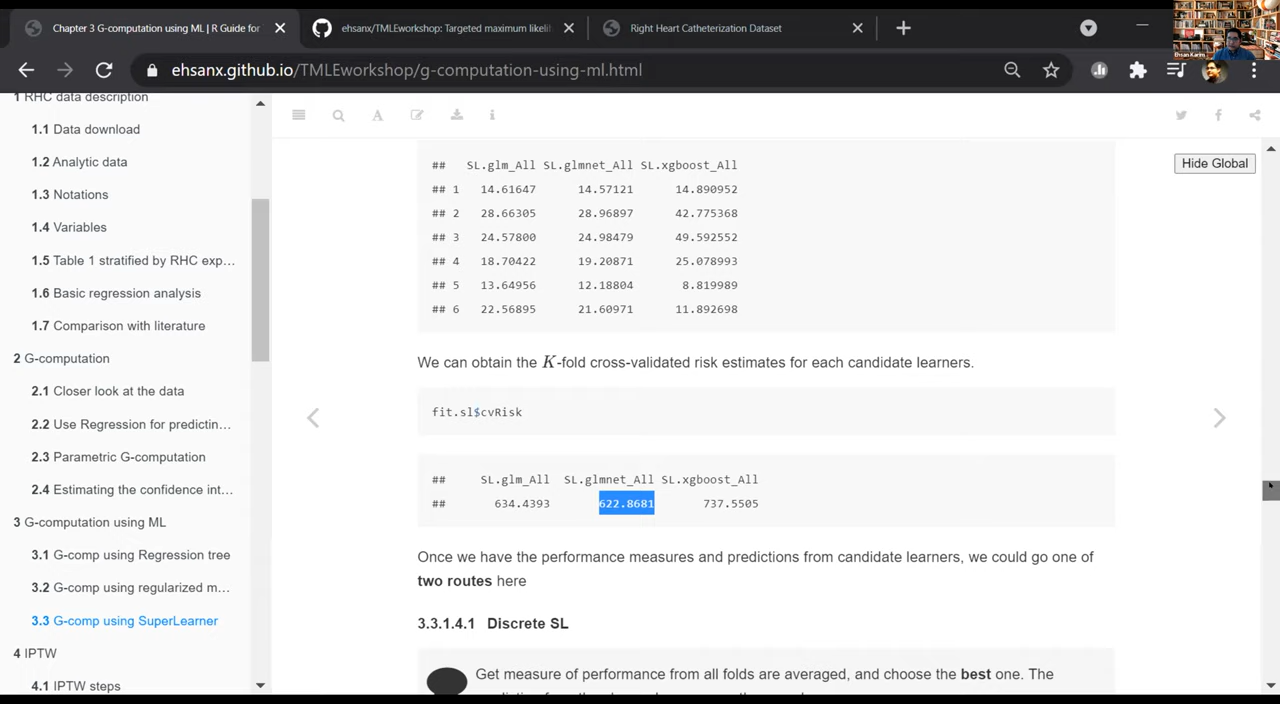 Chapter 3 G-computation using ML | R Guide for
ehsanx/TMLEworkshop: Targeted maximum likeli
Right Heart Catheterization Dataset
Ehsan Karim
ehsanx.github.io/TMLEworkshop/g-computation-using-ml.html
1 RHC data description
1.1 Data download
1.2 Analytic data
1.3 Notations
1.4 Variables
1.5 Table 1 stratified by RHC exp…
1.6 Basic regression analysis
1.7 Comparison with literature
2 G-computation
2.1 Closer look at the data
2.2 Use Regression for predictin…
2.3 Parametric G-computation
2.4 Estimating the confidence int…
3 G-computation using ML
3.1 G-comp using Regression tree
3.2 G-comp using regularized m…
3.3 G-comp using SuperLearner
4 IPTW
4.1 IPTW steps
Hide Global
## SL.glm_All SL.glmnet_All SL.xgboost_All
## 1 14.61647 14.57121 14.890952
## 2 28.66305 28.96897 42.775368
## 3 24.57800 24.98479 49.592552
## 4 18.70422 19.20871 25.078993
## 5 13.64956 12.18804 8.819989
## 6 22.56895 21.60971 11.892698
We can obtain the K-fold cross-validated risk estimates for each candidate learners.
fit.sl$cvRisk
## SL.glm_All SL.glmnet_All SL.xgboost_All
## 634.4393 622.8681 737.5505
Once we have the performance measures and predictions from candidate learners, we could go one of
two routes here
3.3.1.4.1 Discrete SL
Get measure of performance from all folds are averaged, and choose the best one. The